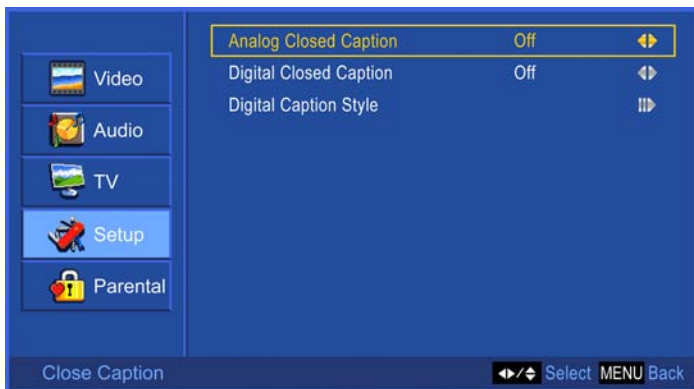 Video
Audio
TV
Setup
Parental
Analog Closed Caption Off
Digital Closed Caption Off
Digital Caption Style
Close Caption
/ Select MENU Back